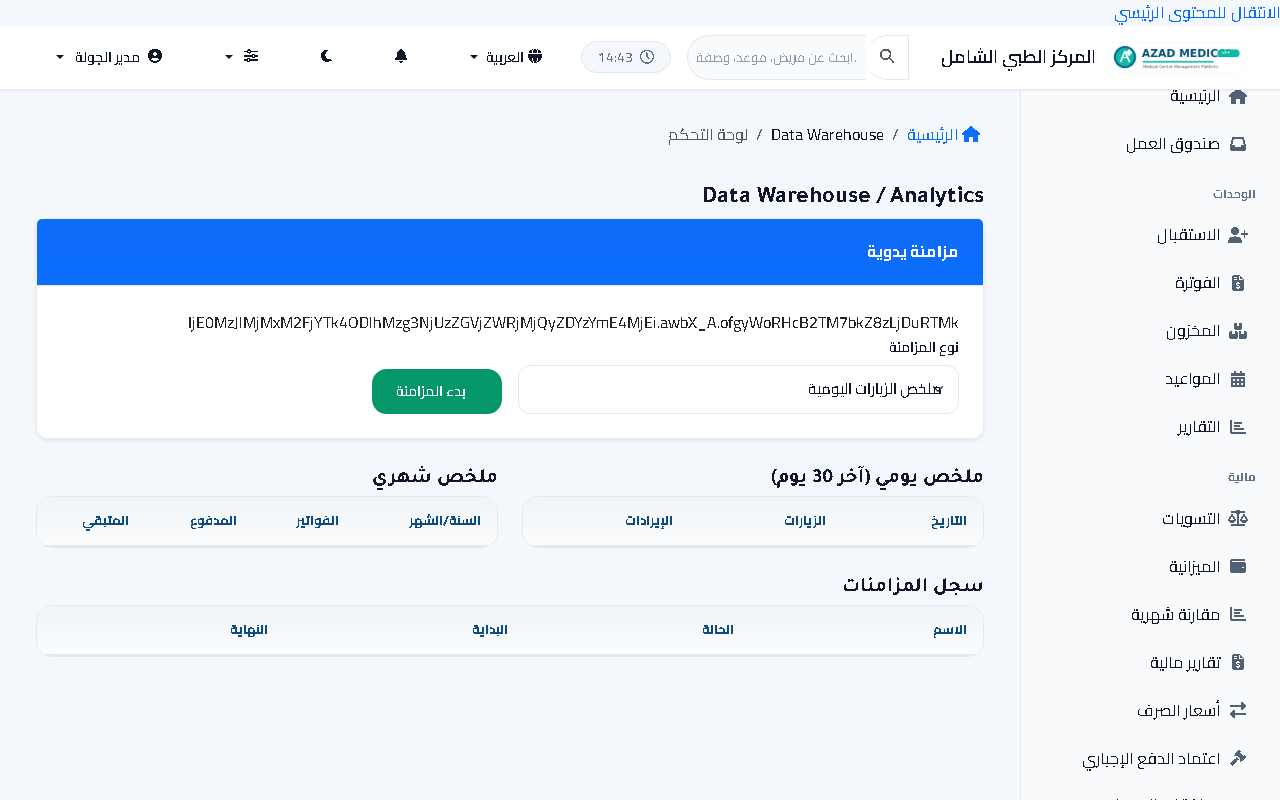 الانتقال للمحتوى الرئيسي
AZAD MEDIC
Medical Centre Management Platform
المركز الطبي الشامل
ابحث عن مريض، موعد، وصفة.
14:43
العربية
مدير الجولة
الرئيسية
صندوق العمل
الوحدات
الاستقبال
الفوترة
المخزون
المواعيد
التقارير
مالية
التسويات
الميزانية
مقارنة شهرية
تقارير مالية
أسعار الصرف
اعتماد الدفع الإجباري
الرئيسية / Data Warehouse / لوحة التحكم
Data Warehouse / Analytics
مزامنة يدوية
IjE0MzJlMjMxM2FjYTk4ODlhMzg3NjUzZGVjZWRjMjQyZDYzYmE4MjEi.awbX_A.ofgyWoRHcB2TM7bkZ8zLjDuRTMk
نوع المزامنة
ملخص الزيارات اليومية
بدء المزامنة
ملخص يومي (آخر 30 يوم)
التاريخ الزيارات الإيرادات
ملخص شهري
السنة/الشهر الفواتير المدفوع المتبقي
سجل المزامنات
الاسم الحالة البداية النهاية